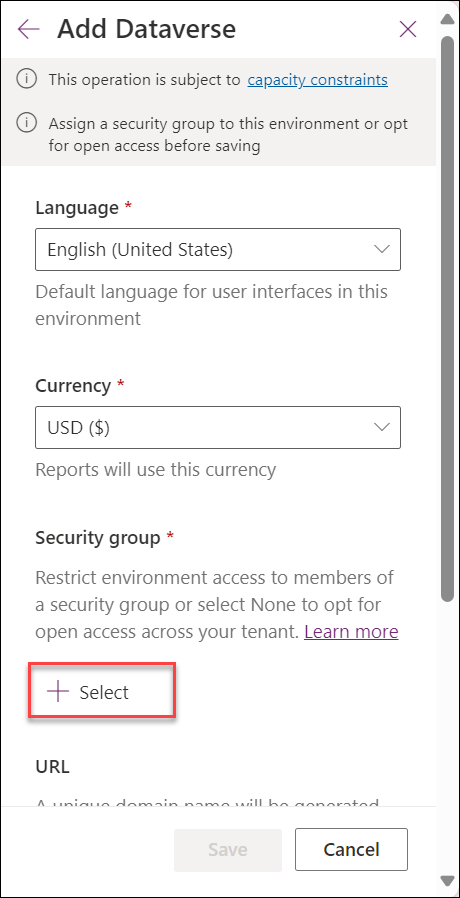 Add Dataverse
This operation is subject to capacity constraints
Assign a security group to this environment or opt
for open access before saving
Language *
English (United States)
Default language for user interfaces in this
environment
Currency *
USD ($)
Reports will use this currency
Security group *
Restrict environment access to members of
a security group or select None to opt for
open access across your tenant. Learn more
Select
URL
A unique domain name will be generated
Save
Cancel